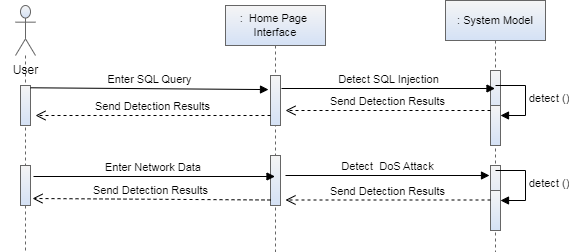 : Home Page
Interface
: System Model
User
Enter SQL Query
Detect SQL Injection
Send Detection Results
Send Detection Results
detect ()
Enter Network Data
Detect DoS Attack
Send Detection Results
Send Detection Results
detect ()